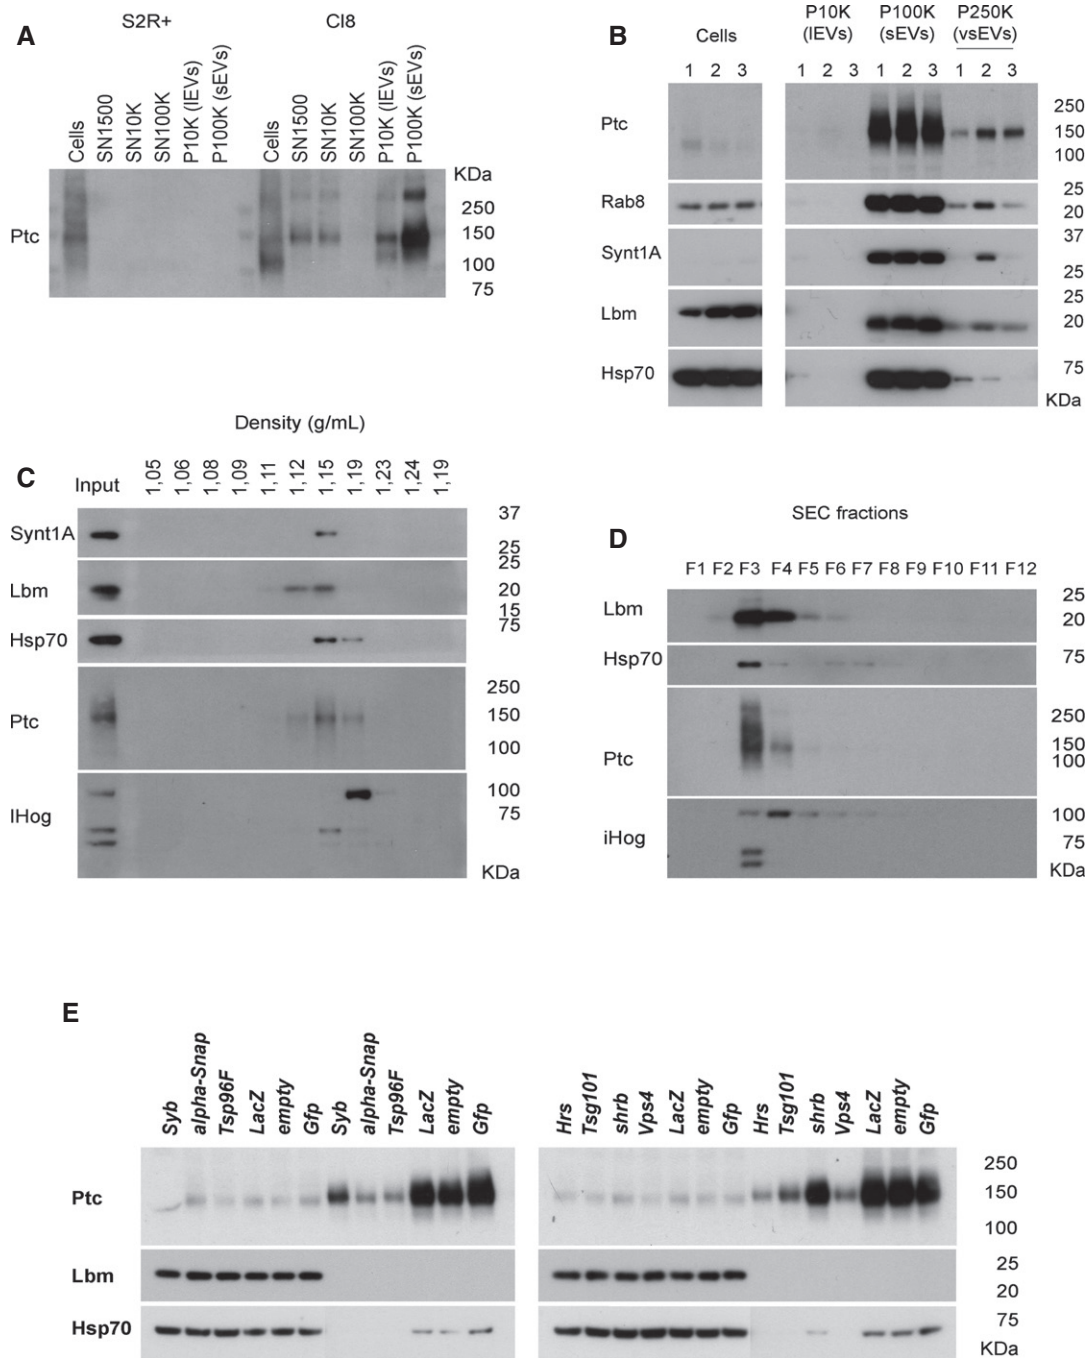 A
S2R+ Cl8
Cells SN1500 SN10K SN100K P10K (lEVs) P100K (sEVs) Cells SN1500 SN10K SN100K P10K (lEVs) P100K (sEVs)
KDa
250
Ptc 150
100
75
B
Cells P10K (lEVs) P100K (sEVs) P250K (vsEVs)
1 2 3 1 2 3 1 2 3 1 2 3
Ptc
250
150
100
Rab8
25
20
Synt1A
37
25
Lbm
25
20
Hsp70
75
KDa
C
Density (g/mL)
Input 1,05 1,06 1,08 1,09 1,11 1,12 1,15 1,19 1,23 1,24 1,19
Synt1A
37
25
Lbm
25
20
15
Hsp70
75
Ptc
250
150
100
IHog
100
75
KDa
D
SEC fractions
F1 F2 F3 F4 F5 F6 F7 F8 F9 F10 F11 F12
Lbm
25
20
Hsp70
75
Ptc
250
150
100
iHog
100
75
KDa
E
Syb alpha-Snap Tsp96F LacZ empty Gfp Syb alpha-Snap Tsp96F LacZ empty Gfp
Hrs Tsg101 shrb Vps4 LacZ empty Gfp Hrs Tsg101 shrb Vps4 LacZ empty Gfp
Ptc
250
150
100
Lbm
25
20
Hsp70
75
KDa